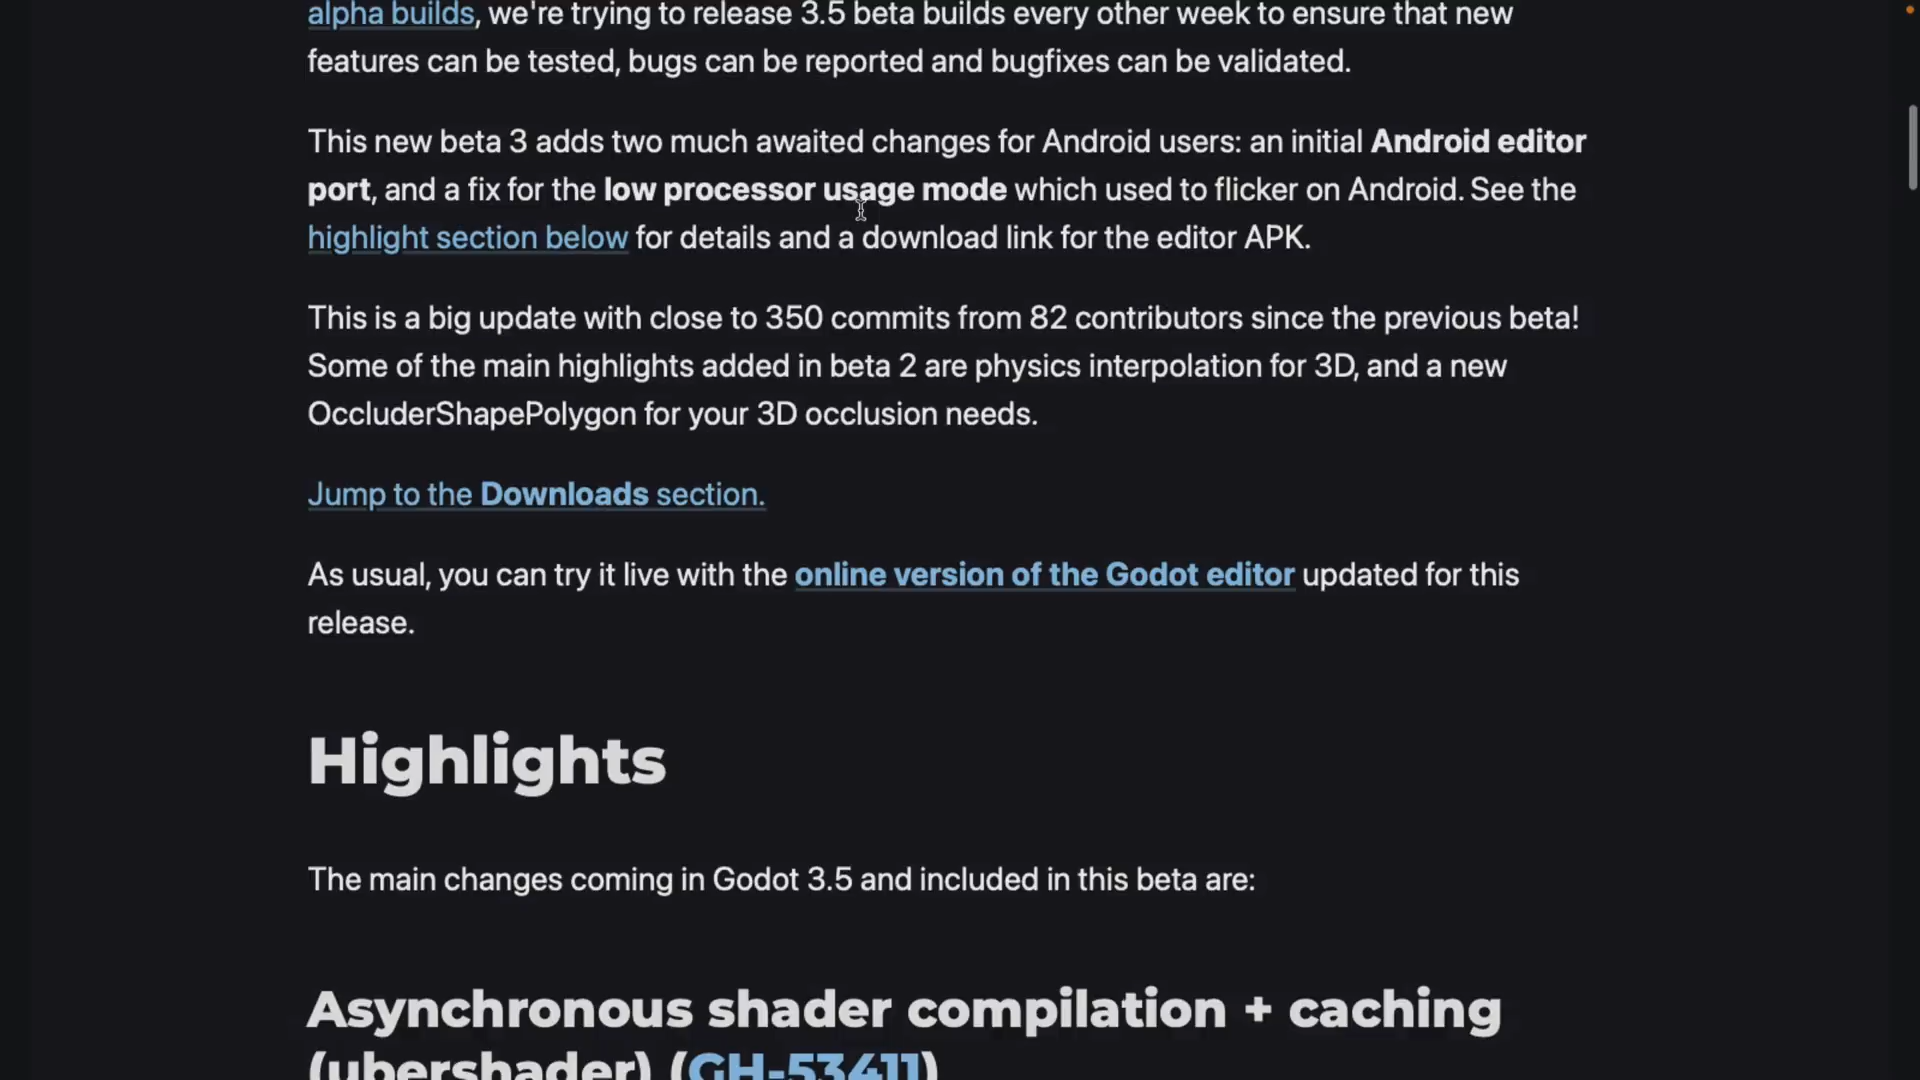 alpha builds, we're trying to release 3.5 beta builds every other week to ensure that new
features can be tested, bugs can be reported and bugfixes can be validated.
This new beta 3 adds two much awaited changes for Android users: an initial Android editor
port, and a fix for the low processor usage mode which used to flicker on Android. See the
highlight section below for details and a download link for the editor APK.
This is a big update with close to 350 commits from 82 contributors since the previous beta!
Some of the main highlights added in beta 2 are physics interpolation for 3D, and a new
OccluderShapePolygon for your 3D occlusion needs.
Jump to the Downloads section.
As usual, you can try it live with the online version of the Godot editor updated for this
release.
Highlights
The main changes coming in Godot 3.5 and included in this beta are:
Asynchronous shader compilation + caching
(ubershader) (GH-53411)